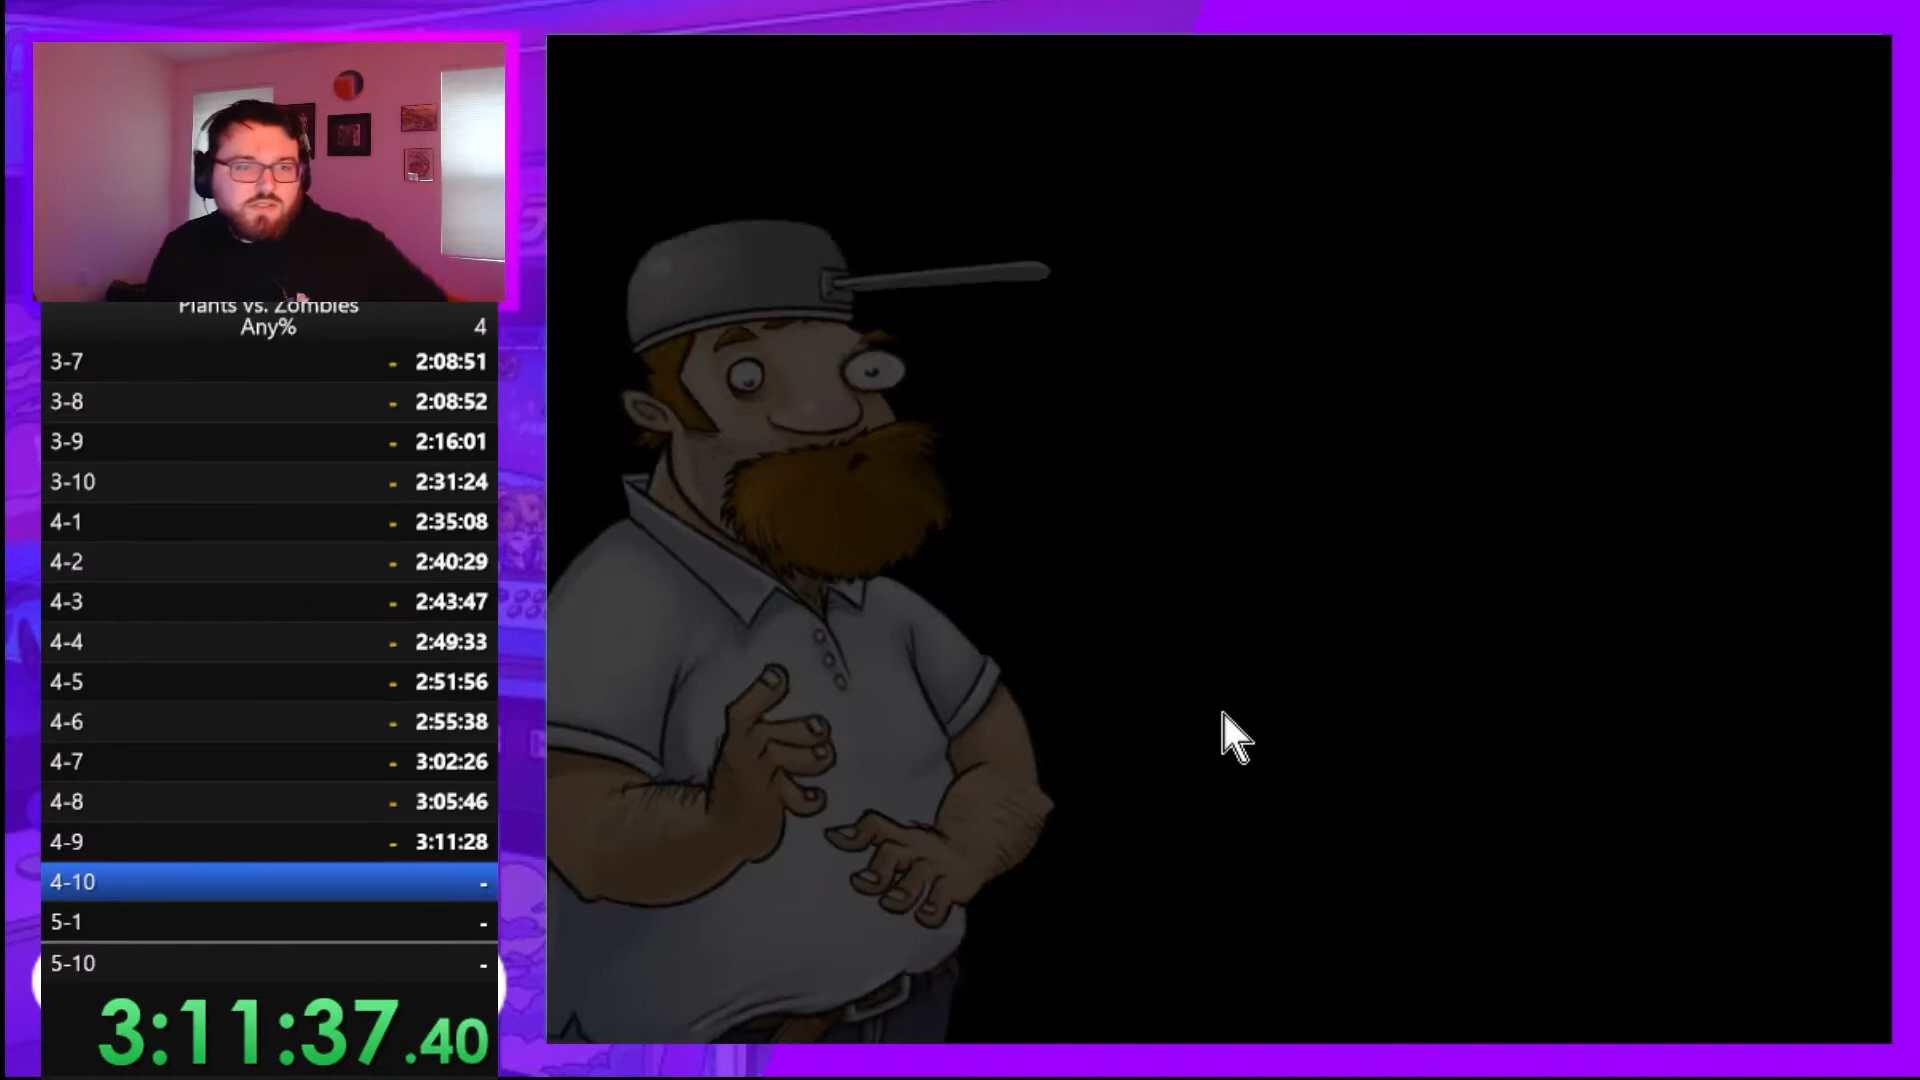 Plants vs. Zombies
Any% 4
3-7 - 2:08:51
3-8 - 2:08:52
3-9 - 2:16:01
3-10 - 2:31:24
4-1 - 2:35:08
4-2 - 2:40:29
4-3 - 2:43:47
4-4 - 2:49:33
4-5 - 2:51:56
4-6 - 2:55:38
4-7 - 3:02:26
4-8 - 3:05:46
4-9 - 3:11:28
4-10 -
5-1 -
5-10 -
3:11:37.40